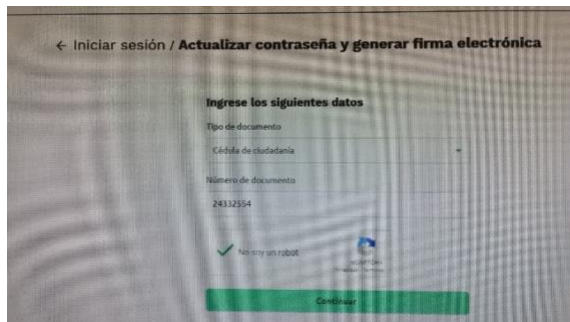 ← Iniciar sesión / Actualizar contraseña y generar firma electrónica
Ingrese los siguientes datos
Tipo de documento
Cédula de ciudadanía
Número de documento
24332554
No soy un robot
reCAPTCHA
Continuar